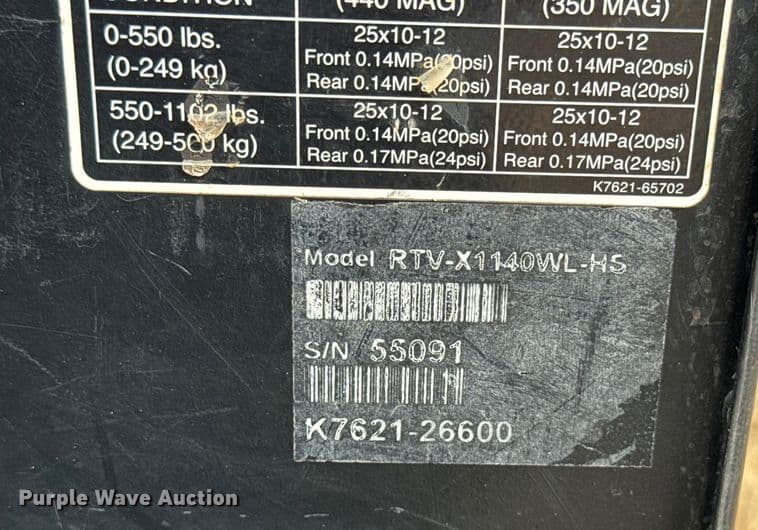 CONDITION (440 MAG) (350 MAG)
0-550 lbs. 25x10-12 25x10-12
(0-249 kg) Front 0.14MPa(20psi) Front 0.14MPa(20psi)
Rear 0.14MPa(20psi) Rear 0.14MPa(20psi)
550-1102 lbs. 25x10-12 25x10-12
(249-500 kg) Front 0.14MPa(20psi) Front 0.14MPa(20psi)
Rear 0.17MPa(24psi) Rear 0.17MPa(24psi)
K7621-65702
Model RTV-X1140WL-HS
S/N 55091
K7621-26600
Purple Wave Auction